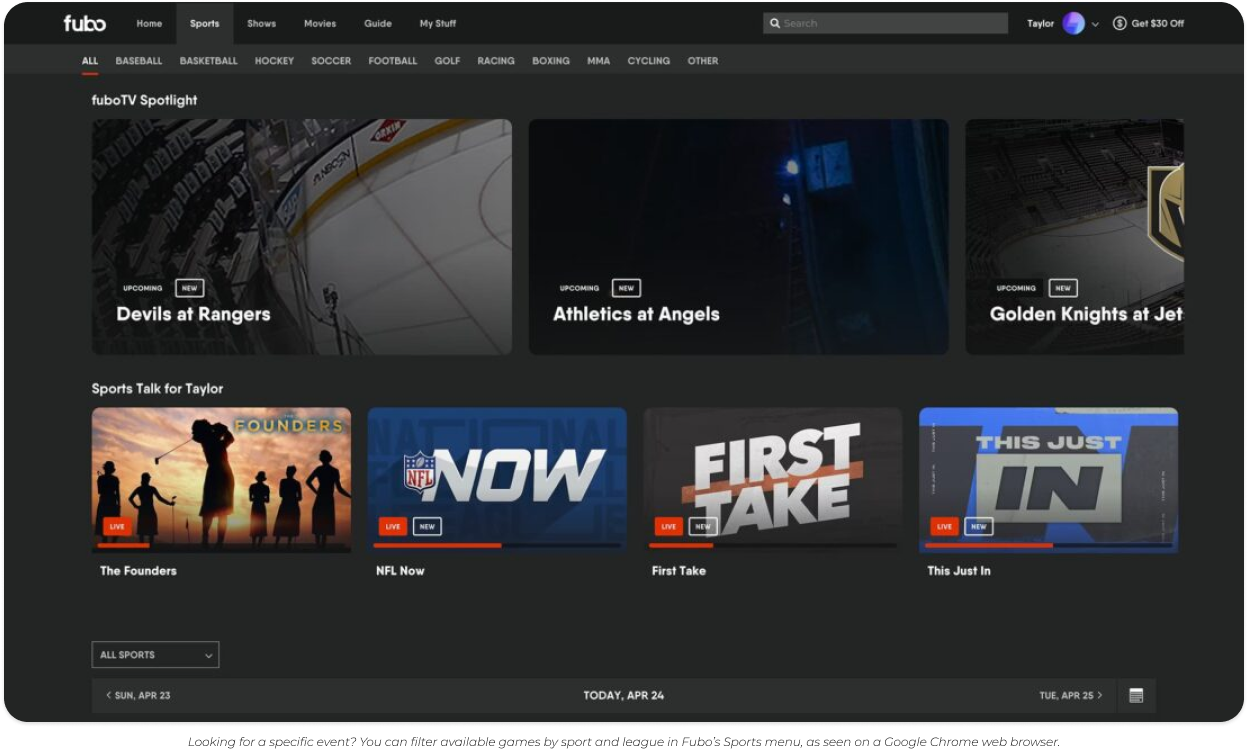 fubo Home Sports Shows Movies Guide My Stuff Search Taylor Get $30 Off
ALL BASEBALL BASKETBALL HOCKEY SOCCER FOOTBALL GOLF RACING BOXING MMA CYCLING OTHER
fuboTV Spotlight
ORKIN
NBCSN
UPCOMING NEW
Devils at Rangers
UPCOMING NEW
Athletics at Angels
UPCOMING NEW
Golden Knights at Jet
Sports Talk for Taylor
FOUNDERS
LIVE
The Founders
NFL NOW
LIVE NEW
NFL Now
FIRST
TAKE
LIVE NEW
First Take
THIS JUST
IN
LIVE NEW
This Just In
ALL SPORTS
SUN, APR 23 TODAY, APR 24 TUE, APR 25
Looking for a specific event? You can filter available games by sport and league in Fubo's Sports menu, as seen on a Google Chrome web browser.